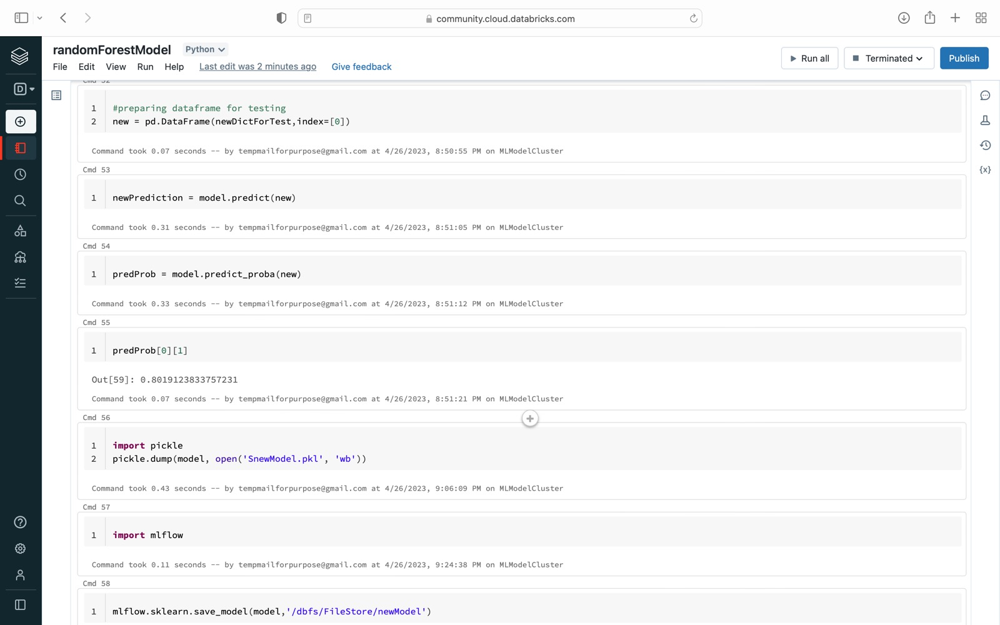 community.cloud.databricks.com
randomForestModel Python
File Edit View Run Help Last edit was 2 minutes ago Give feedback
Run all Terminated Publish
D
Cmd 52
1 #preparing dataframe for testing
2 new = pd.DataFrame(newDictForTest,index=[0])
Command took 0.07 seconds -- by tempmailforpurpose@gmail.com at 4/26/2023, 8:50:55 PM on MLModelCluster
Cmd 53
1 newPrediction = model.predict(new)
Command took 0.31 seconds -- by tempmailforpurpose@gmail.com at 4/26/2023, 8:51:05 PM on MLModelCluster
Cmd 54
1 predProb = model.predict_proba(new)
Command took 0.33 seconds -- by tempmailforpurpose@gmail.com at 4/26/2023, 8:51:12 PM on MLModelCluster
Cmd 55
1 predProb[0][1]
Out[59]: 0.8019123833757231
Command took 0.07 seconds -- by tempmailforpurpose@gmail.com at 4/26/2023, 8:51:21 PM on MLModelCluster
Cmd 56
1 import pickle
2 pickle.dump(model, open('SnewModel.pkl', 'wb'))
Command took 0.43 seconds -- by tempmailforpurpose@gmail.com at 4/26/2023, 9:06:09 PM on MLModelCluster
Cmd 57
1 import mlflow
Command took 0.11 seconds -- by tempmailforpurpose@gmail.com at 4/26/2023, 9:24:38 PM on MLModelCluster
Cmd 58
1 mlflow.sklearn.save_model(model,'/dbfs/FileStore/newModel')
{x}